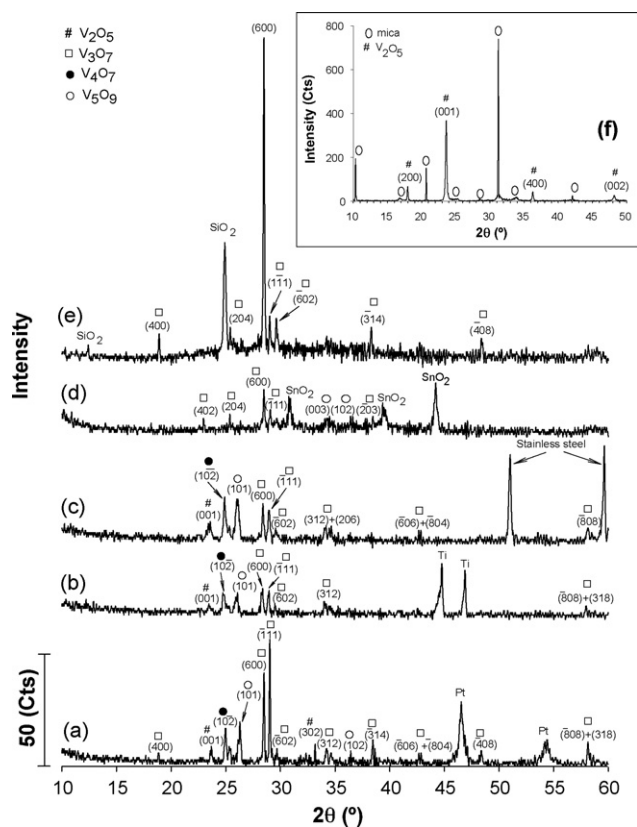 # V₂O₅
□ V₃O₇
● V₄O₇
○ V₅O₉
Intensity
2θ (º)
50 (Cts)
10 15 20 25 30 35 40 45 50 55 60
(f)
O mica
# V₂O₅
Intensity (Cts)
800
600
400
200
0
10 15 20 25 30 35 40 45 50
2θ (º)
O
O
# (200)
O
# (001)
O
O
O
O
# (400)
O
# (002)
(e)
SiO₂
□ (400)
SiO₂
□ (204)
(600)
□ (11̄1)
□ (6̄02)
□ (3̄14)
□ (4̄08)
(d)
□ (402)
□ (204)
□ (600)
□ (1̄11)
SnO₂
○ (003)
○ (102)
□ (2̄03)
SnO₂
SnO₂
(c)
# (001)
● (102̄)
○ (101)
□ (600)
□ (1̄11)
□ (6̄02)
□ (312)+(206)
□ (6̄06)+(8̄04)
Stainless steel
□ (8̄08)
(b)
# (001)
● (102̄)
○ (101)
□ (600)
□ (1̄11)
□ (6̄02)
□ (312)
Ti
Ti
□ (8̄08)+(318)
(a)
□ (400)
# (001)
● (102̄)
○ (101)
□ (600)
□ (1̄11)
□ (6̄02)
# (302)
□ (312)
○ (102)
□ (3̄14)
□ (6̄06)+(8̄04)
Pt
□ (4̄08)
Pt
□ (8̄08)+(318)